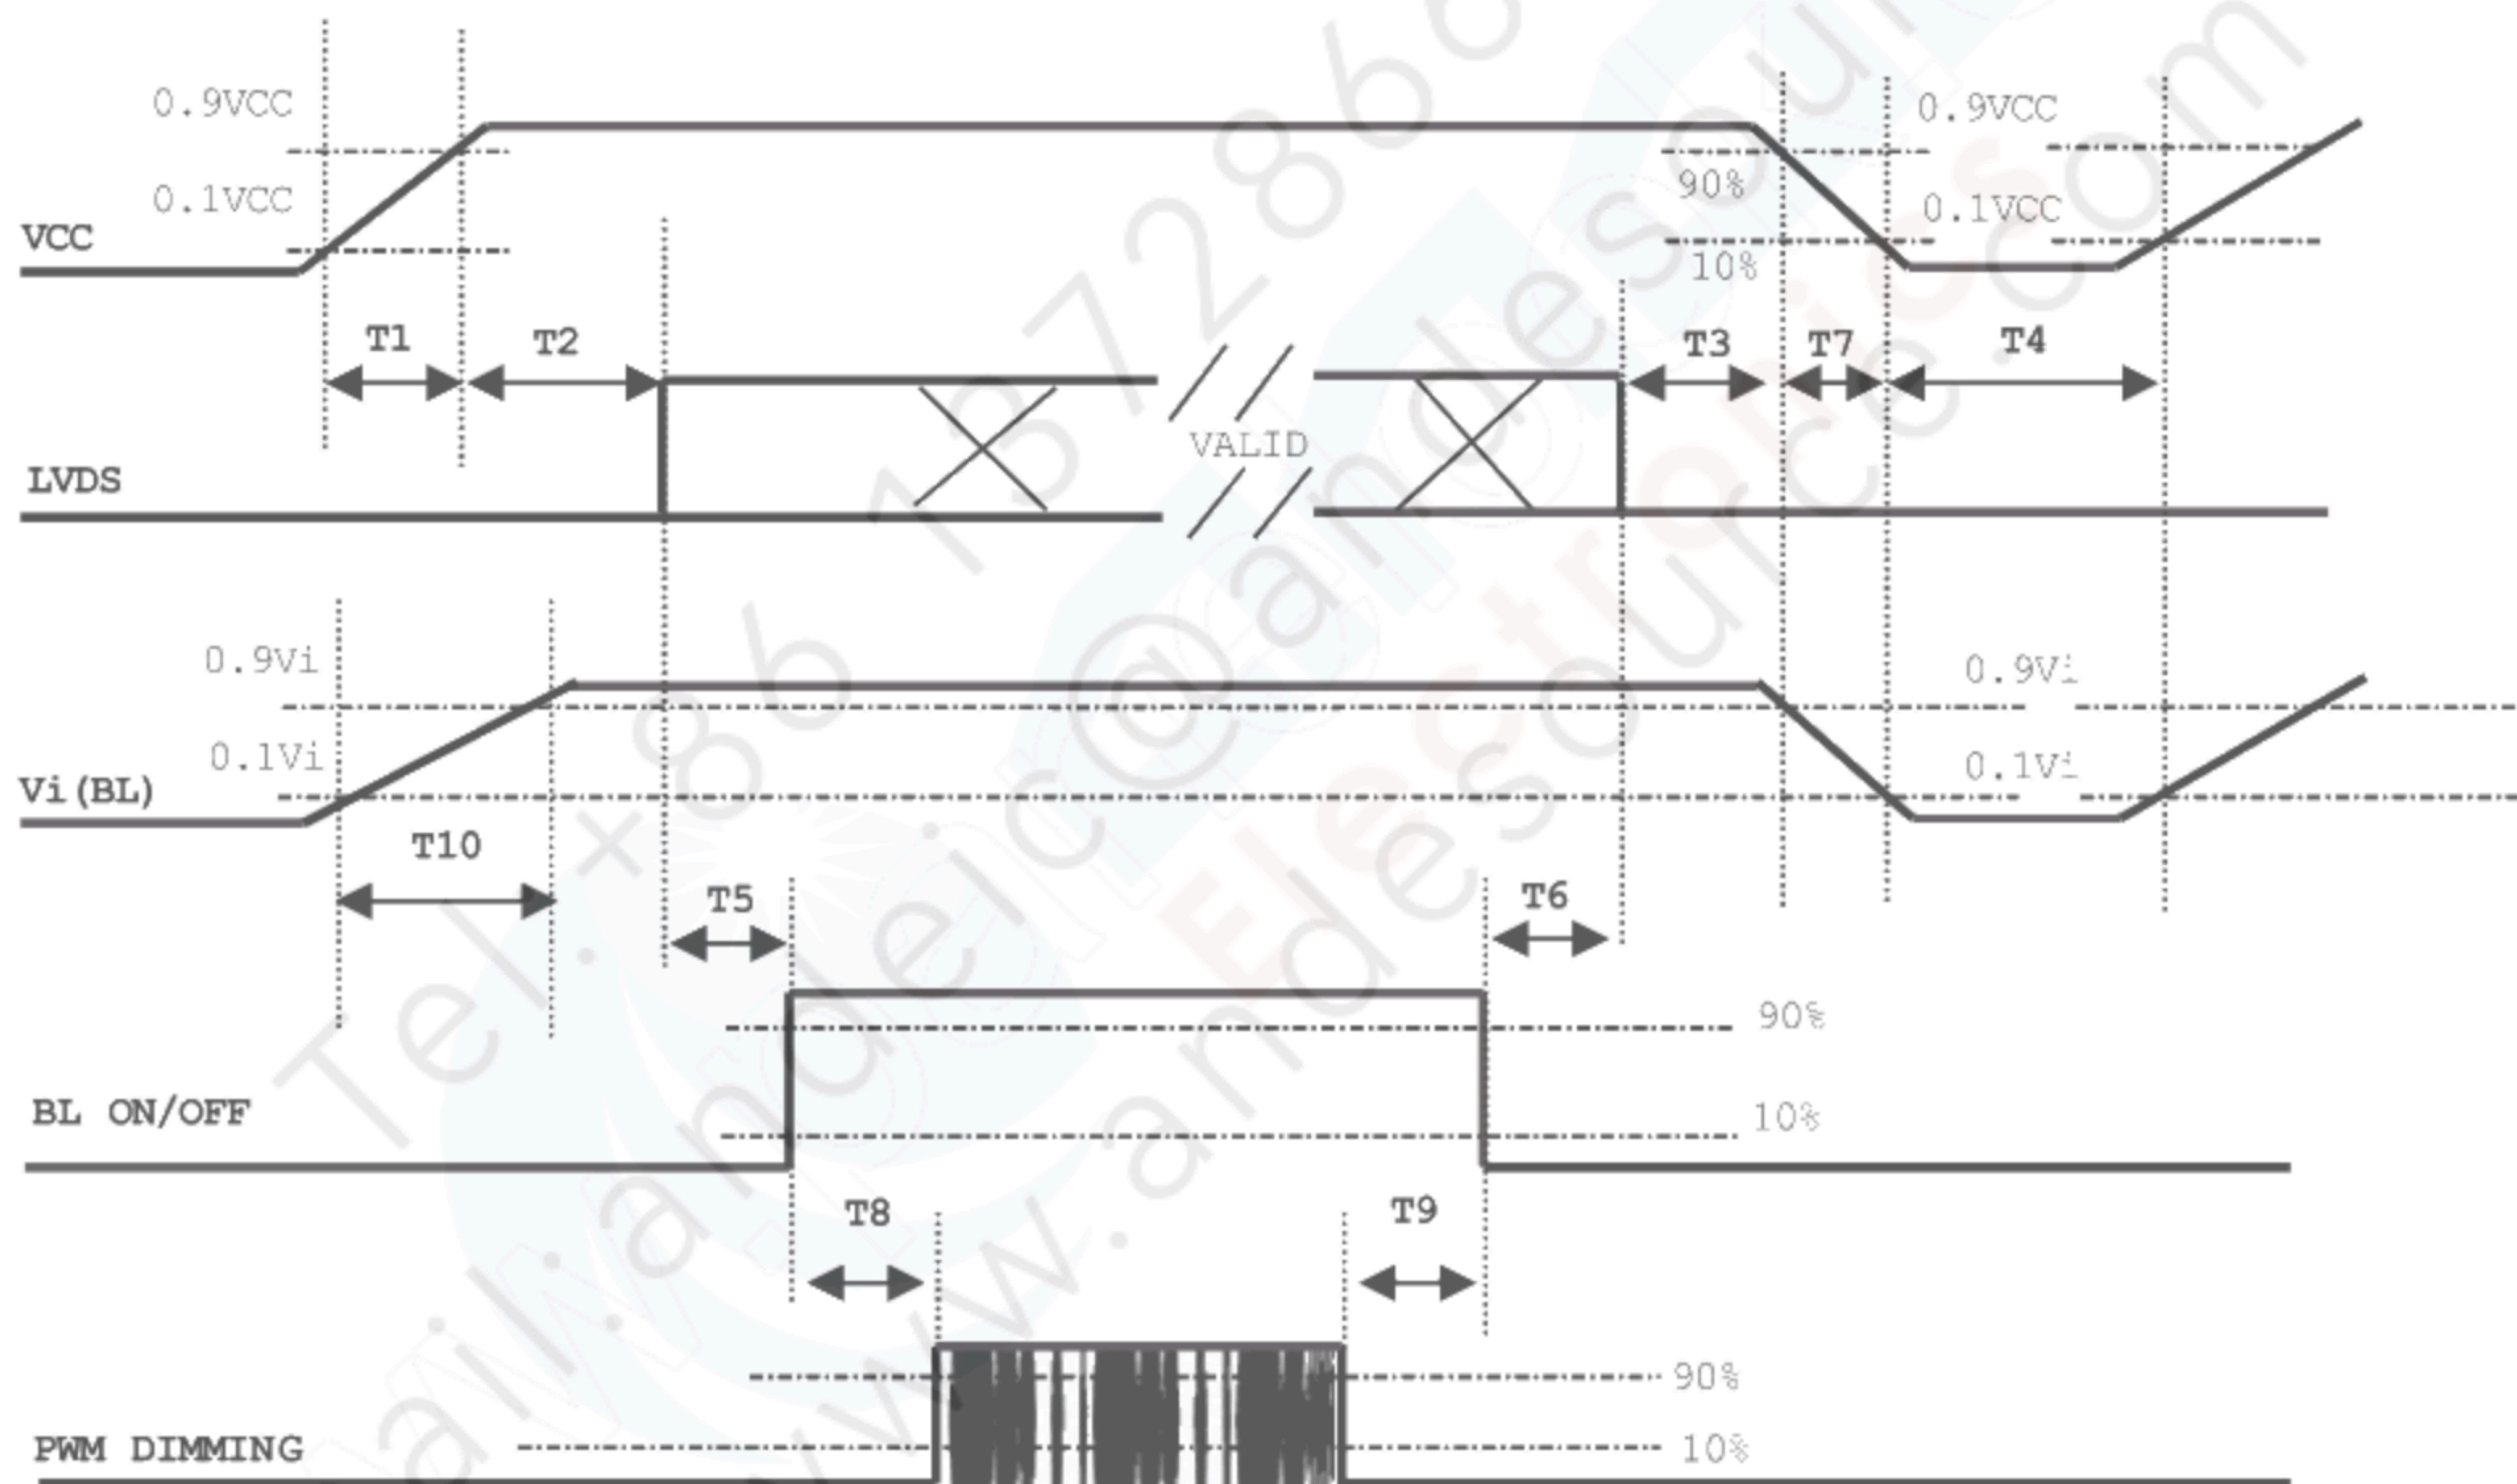 0.9VCC
0.9VCC
90%
0.1VCC
0.1VCC
VCC
10%
T1
T2
T3
T7
T4
VALID
LVDS
0.9Vi
0.9Vi
0.1Vi
0.1Vi
Vi(BL)
T10
T5
T6
90%
BL ON/OFF
10%
T8
T9
90%
PWM DIMMING
10%